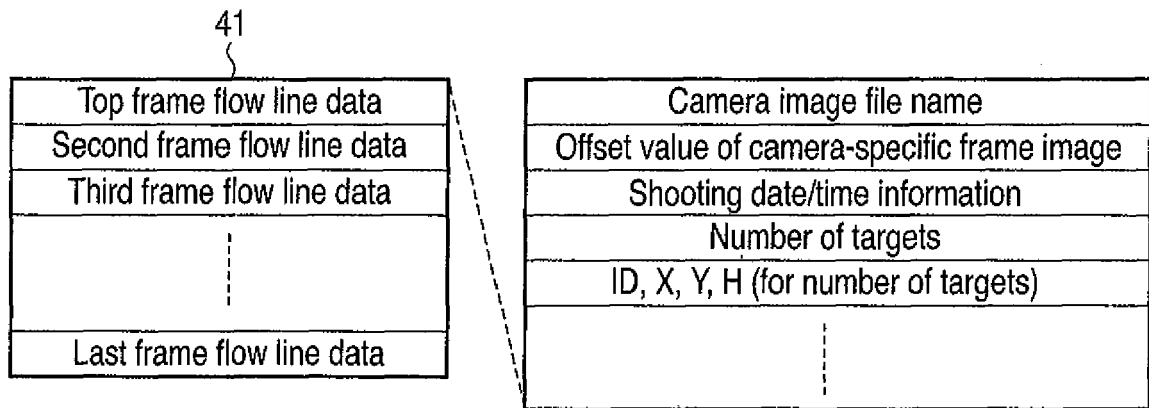 41
Top frame flow line data
Second frame flow line data
Third frame flow line data
Last frame flow line data
Camera image file name
Offset value of camera-specific frame image
Shooting date/time information
Number of targets
ID, X, Y, H (for number of targets)